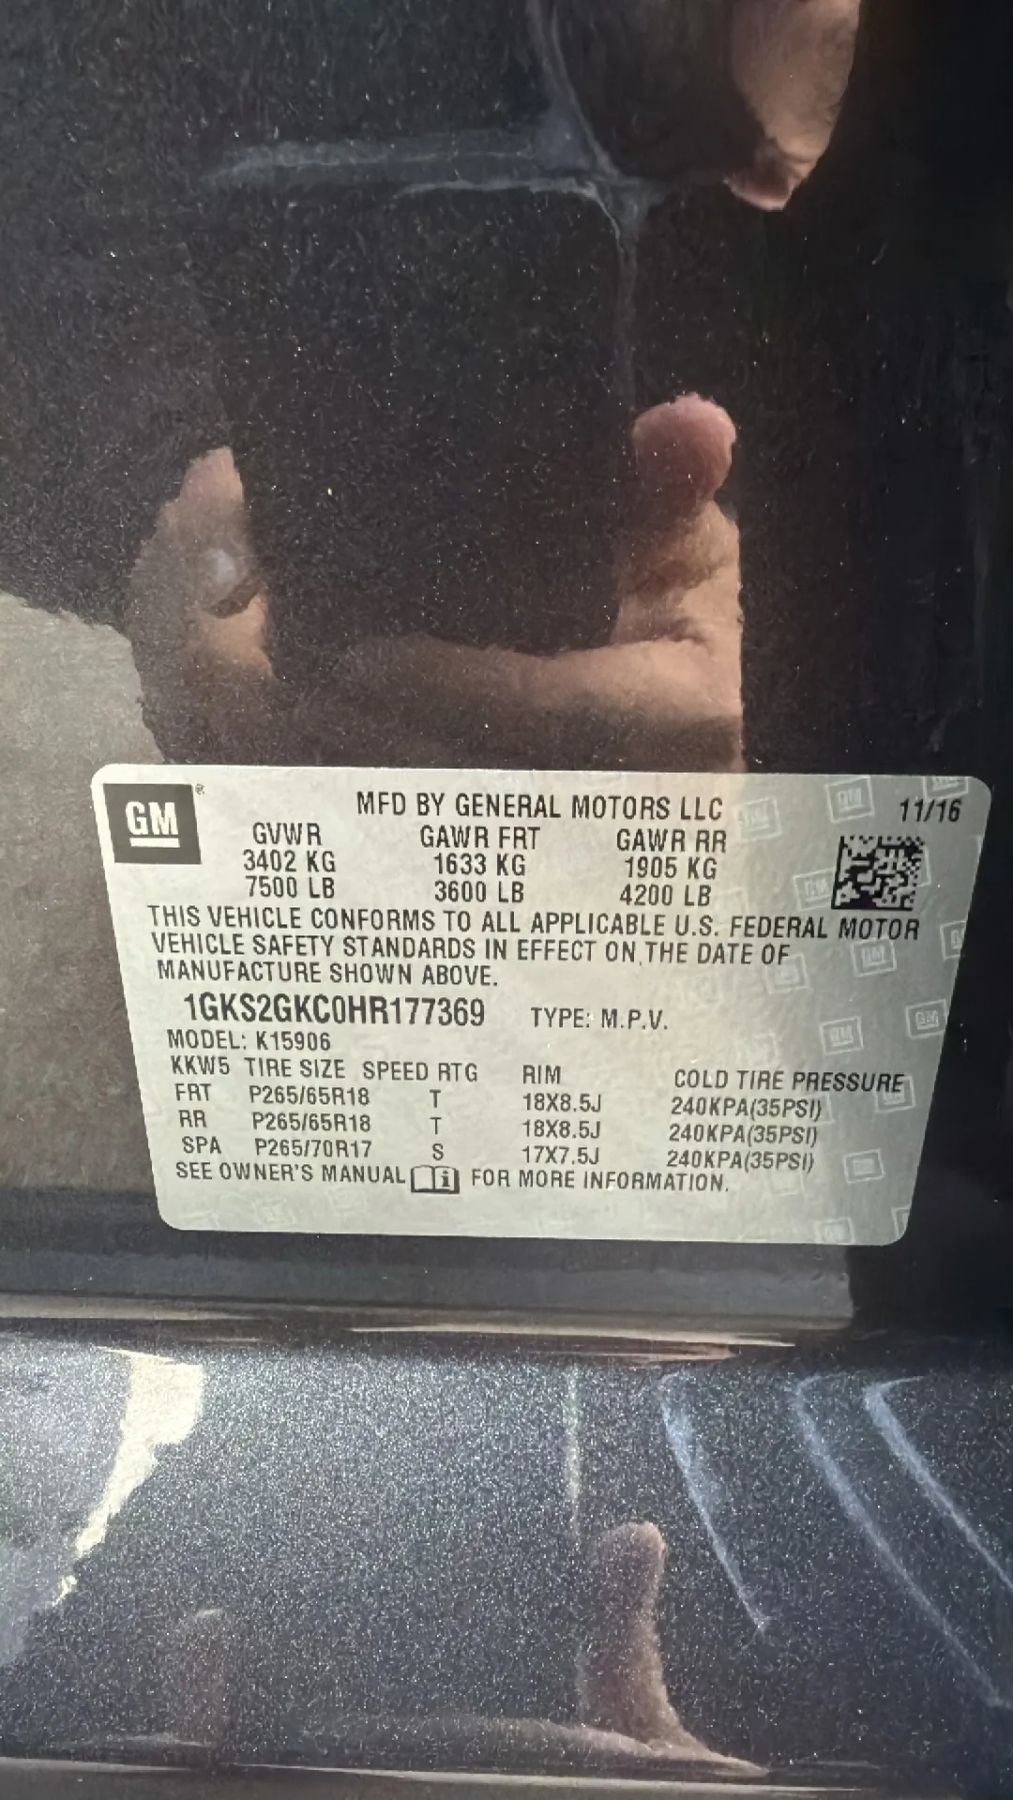 GM ®
MFD BY GENERAL MOTORS LLC 11/16
GVWR GAWR FRT GAWR RR
3402 KG 1633 KG 1905 KG
7500 LB 3600 LB 4200 LB
THIS VEHICLE CONFORMS TO ALL APPLICABLE U.S. FEDERAL MOTOR
VEHICLE SAFETY STANDARDS IN EFFECT ON THE DATE OF
MANUFACTURE SHOWN ABOVE.
1GKS2GKC0HR177369 TYPE: M.P.V.
MODEL: K15906
KKW5 TIRE SIZE SPEED RTG RIM COLD TIRE PRESSURE
FRT P265/65R18 T 18X8.5J 240KPA(35PSI)
RR P265/65R18 T 18X8.5J 240KPA(35PSI)
SPA P265/70R17 S 17X7.5J 240KPA(35PSI)
SEE OWNER'S MANUAL i FOR MORE INFORMATION.